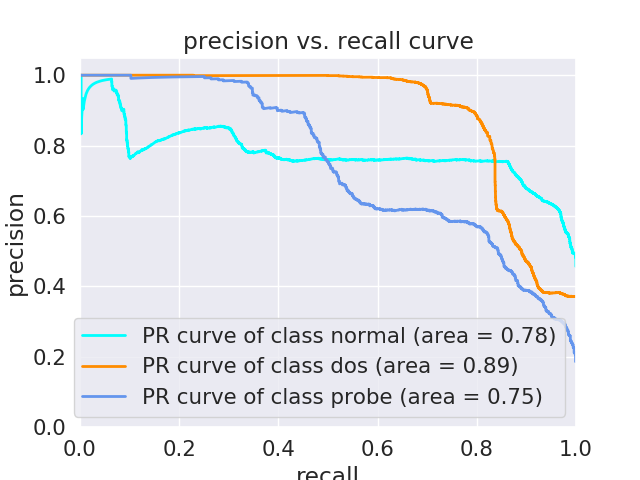 precision vs. recall curve
precision
1.0
0.8
0.6
0.4
0.2
0.0
PR curve of class normal (area = 0.78)
PR curve of class dos (area = 0.89)
PR curve of class probe (area = 0.75)
0.0 0.2 0.4 0.6 0.8 1.0
recall